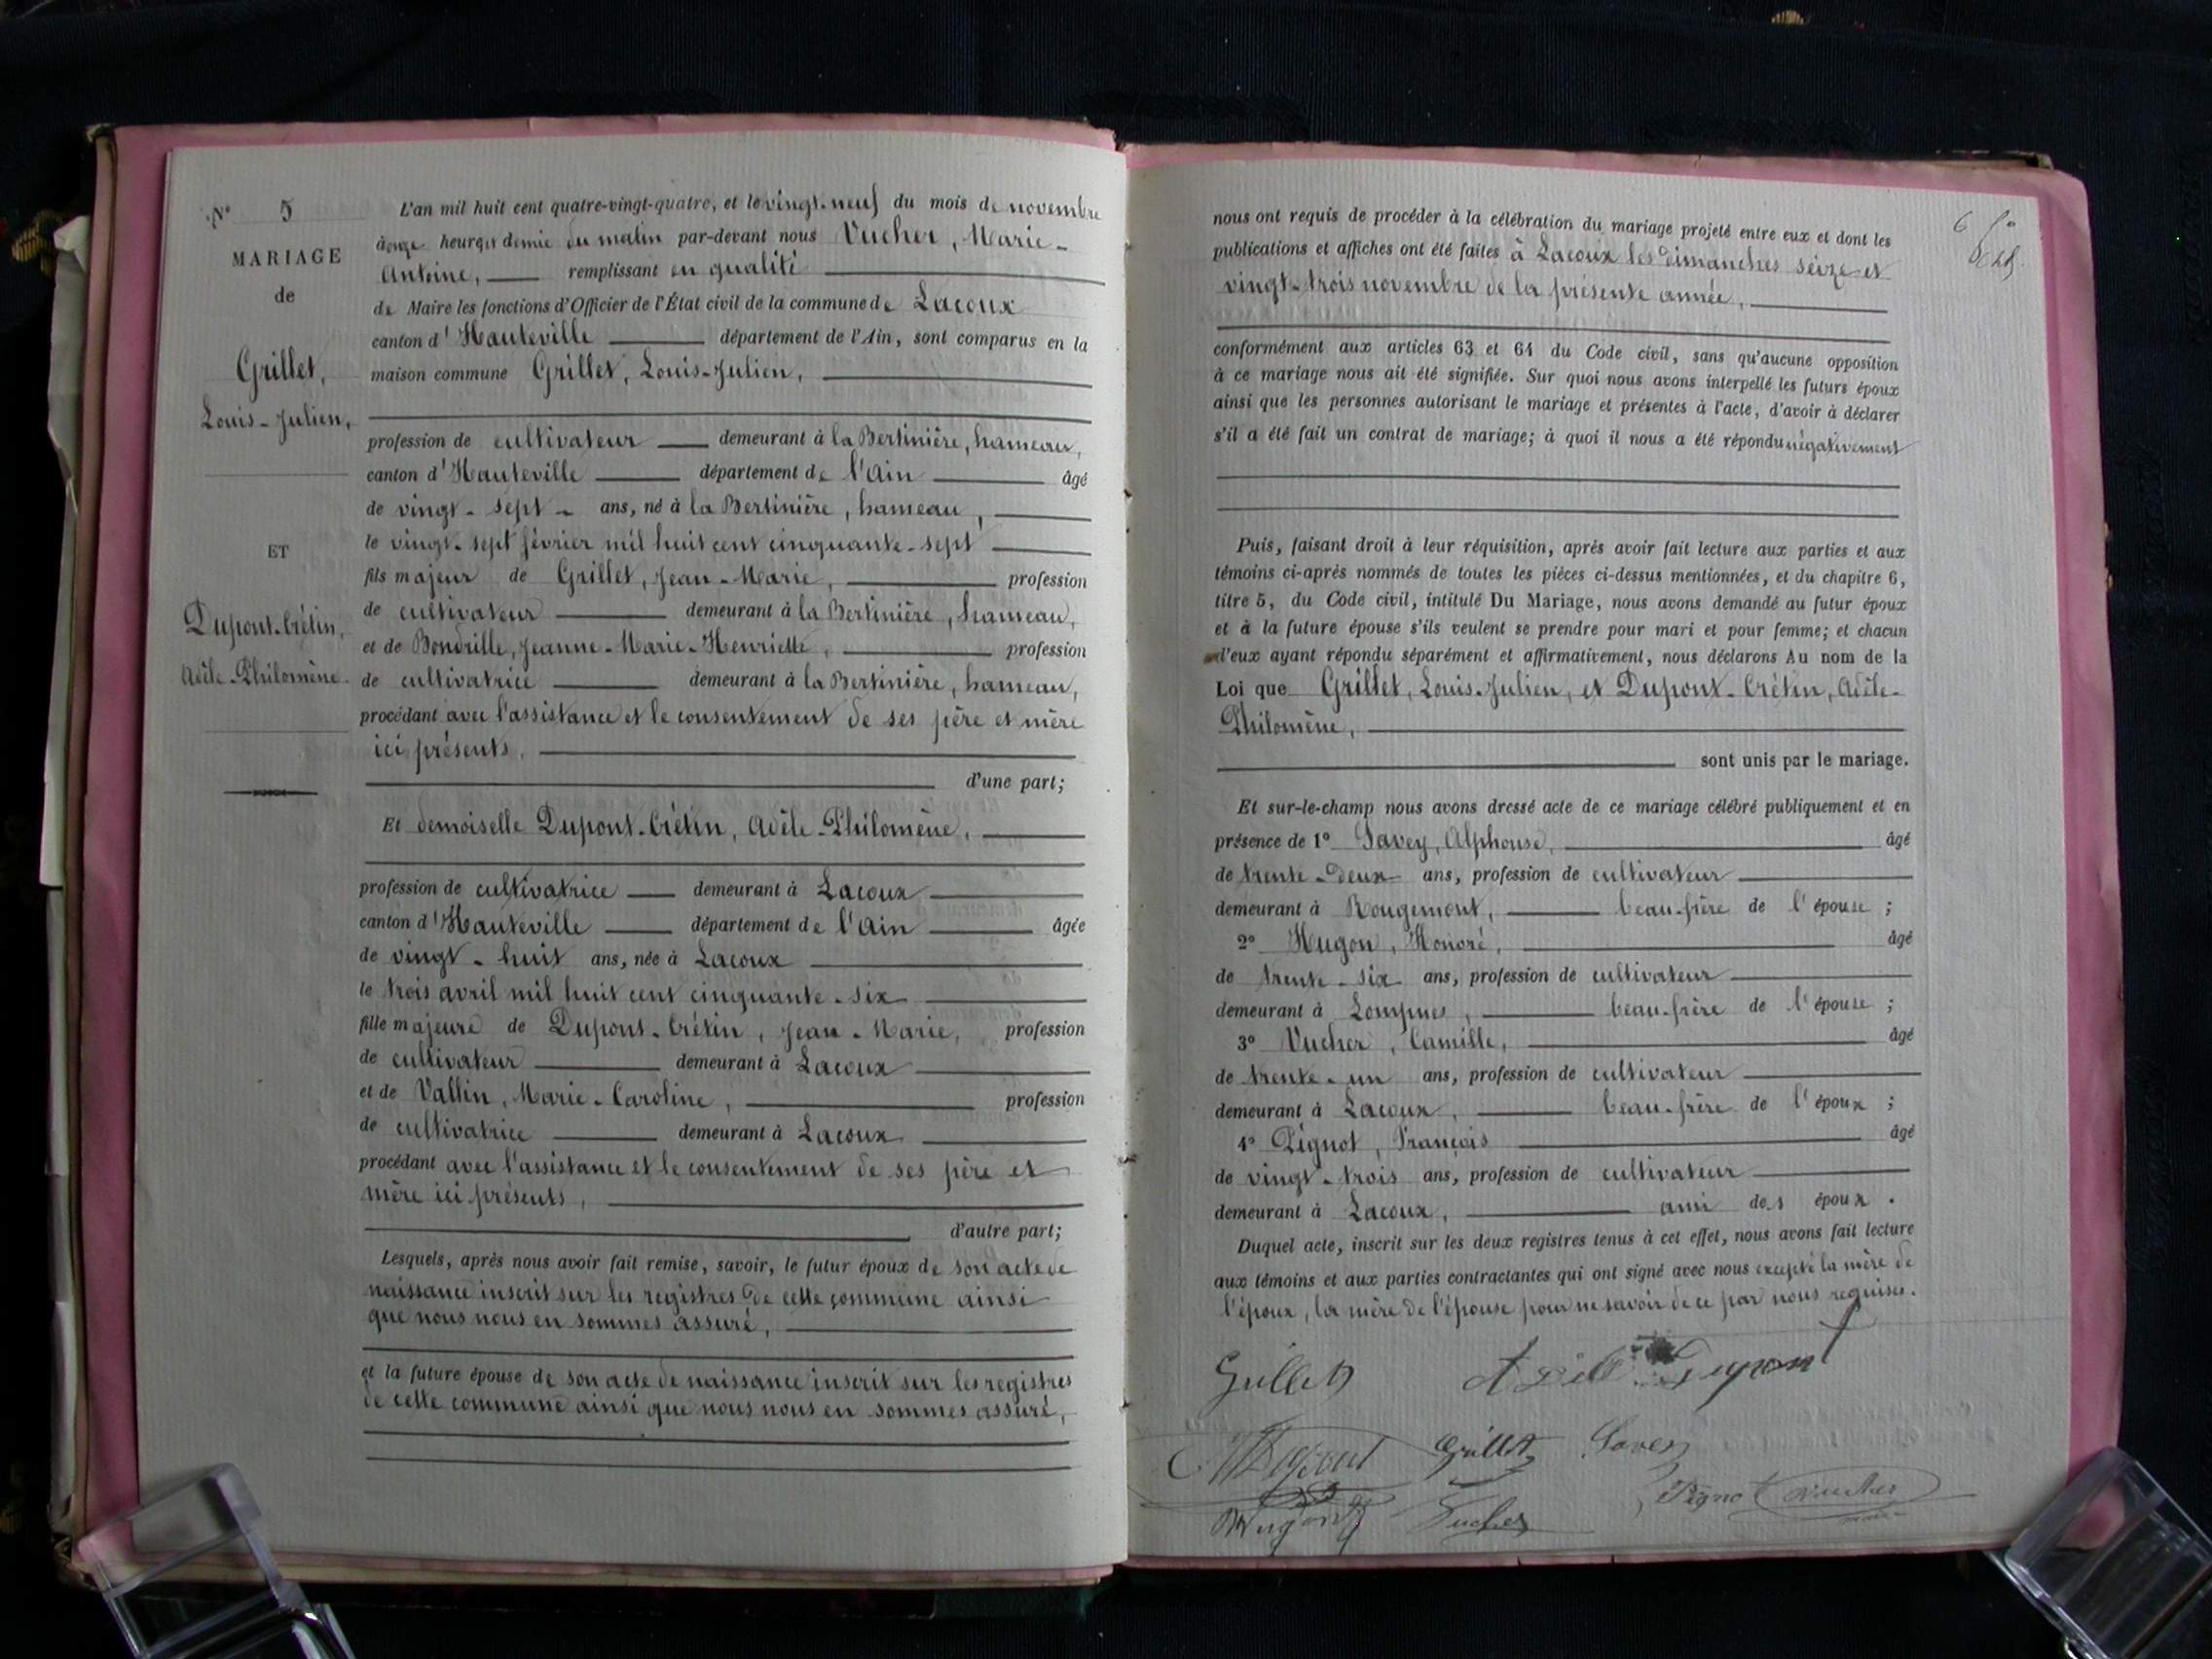 N° 5
MARIAGE
de
Grillet,
Louis-Julien,
ET
Dupont-Crétin,
Adèle-Philomène.
L'an mil huit cent quatre-vingt-quatre, et le vingt-neuf du mois de novembre
heures demie du matin par-devant nous Vucher, Marie-
Antoine, remplissant en qualité
de Maire les fonctions d'Officier de l'État civil de la commune de Lacoux
canton d'Hauteville département de l'Ain, sont comparus en la
maison commune Grillet, Louis-Julien,
profession de cultivateur demeurant à la Bertinière, hameau,
canton d'Hauteville département de l'Ain âgé
de vingt-sept ans, né à la Bertinière, hameau,
le vingt-sept février mil huit cent cinquante-sept
fils majeur de Grillet, Jean-Marie, profession
de cultivateur demeurant à la Bertinière, hameau,
et de Bondrille, Jeanne-Marie-Henriette, profession
de cultivatrice demeurant à la Bertinière, hameau,
procédant avec l'assistance et le consentement de ses père et mère
ici présents,
d'une part;
Et demoiselle Dupont-Crétin, Adèle-Philomène,
profession de cultivatrice demeurant à Lacoux
canton d'Hauteville département de l'Ain âgée
de vingt-huit ans, née à Lacoux
le trois avril mil huit cent cinquante-six
fille majeure de Dupont-Crétin, Jean-Marie, profession
de cultivateur demeurant à Lacoux
et de Vallin, Marie-Caroline, profession
de cultivatrice demeurant à Lacoux
procédant avec l'assistance et le consentement de ses père et
mère ici présents,
d'autre part;
Lesquels, après nous avoir fait remise, savoir, le futur époux de son acte de
naissance inscrit sur les registres de cette commune ainsi
que nous nous en sommes assuré,
et la future épouse de son acte de naissance inscrit sur les registres
de cette commune ainsi que nous nous en sommes assuré,
nous ont requis de procéder à la célébration du mariage projeté entre eux et dont les
publications et affiches ont été faites à Lacoux les dimanches seize et
vingt-trois novembre de la présente année,
conformément aux articles 63 et 64 du Code civil, sans qu'aucune opposition
à ce mariage nous ait été signifiée. Sur quoi nous avons interpellé les futurs époux
ainsi que les personnes autorisant le mariage et présentes à l'acte, d'avoir à déclarer
s'il a été fait un contrat de mariage; à quoi il nous a été répondu négativement
Puis, faisant droit à leur réquisition, après avoir fait lecture aux parties et aux
témoins ci-après nommés de toutes les pièces ci-dessus mentionnées, et du chapitre 6,
titre 5, du Code civil, intitulé Du Mariage, nous avons demandé au futur époux
et à la future épouse s'ils veulent se prendre pour mari et pour femme; et chacun
d'eux ayant répondu séparément et affirmativement, nous déclarons Au nom de la
Loi que Grillet, Louis-Julien, et Dupont-Crétin, Adèle-
Philomène,
sont unis par le mariage.
Et sur-le-champ nous avons dressé acte de ce mariage célébré publiquement et en
présence de 1° Savey, Alphonse, âgé
de trente-deux ans, profession de cultivateur
demeurant à Rougemont, beau-frère de l'épouse;
2° Hugon, Honoré, âgé
de trente-six ans, profession de cultivateur
demeurant à Lompnes, beau-frère de l'épouse;
3° Vucher, Camille, âgé
de trente-un ans, profession de cultivateur
demeurant à Lacoux, beau-frère de l'époux;
4° Pignot, François âgé
de vingt-trois ans, profession de cultivateur
demeurant à Lacoux, ami des époux.
Duquel acte, inscrit sur les deux registres tenus à cet effet, nous avons fait lecture
aux témoins et aux parties contractantes qui ont signé avec nous excepté la mère de
l'époux, la mère de l'épouse pour ne savoir de ce par nous requises.
Grillet Adèle Dupont
Dupont Grillet Savey
Hugon Vucher Pignot Vucher